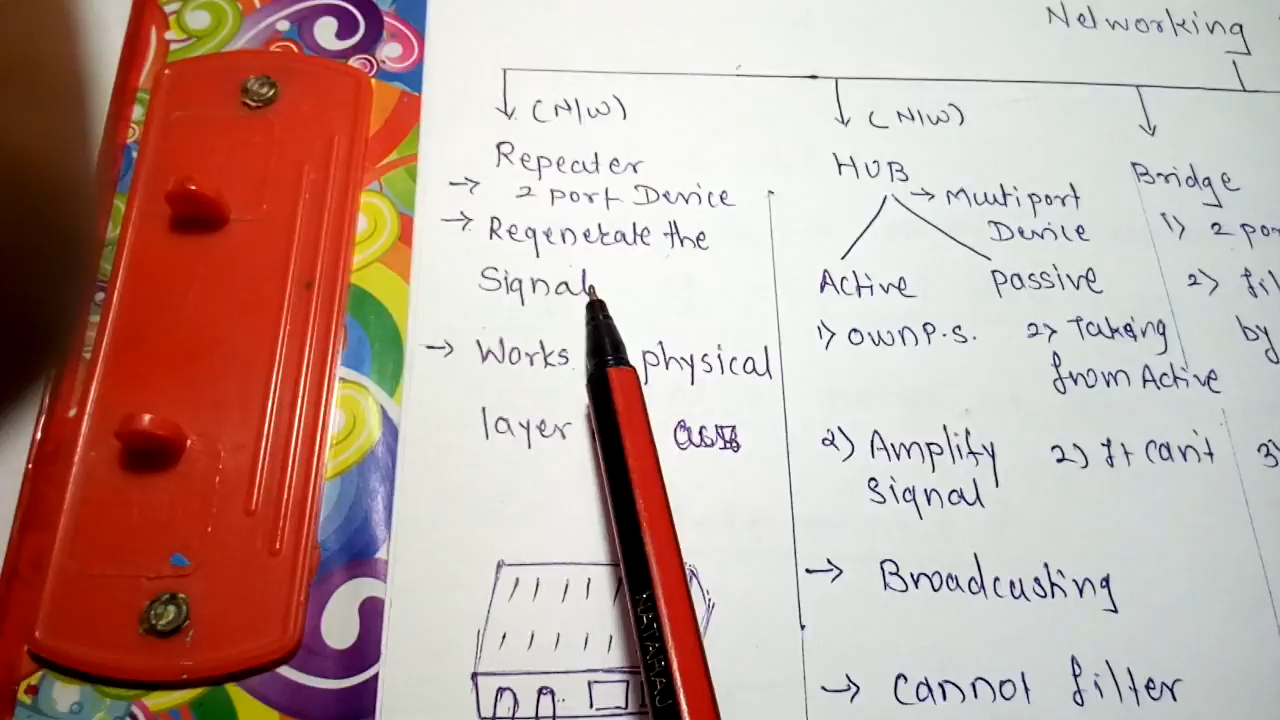 Networking
(N/W)
Repeater
→ 2 port Device
→ Regenerate the
Signal
→ Works physical
layer
(N/W)
HUB
→ Multiport
Device
Active
1) OWN P.S.
2) Amplify
Signal
passive
2) Taking
from Active
2) It can't
→ Broadcasting
→ cannot filter
Bridge
1) 2 por
2) fil
by
3)
NATARAJ